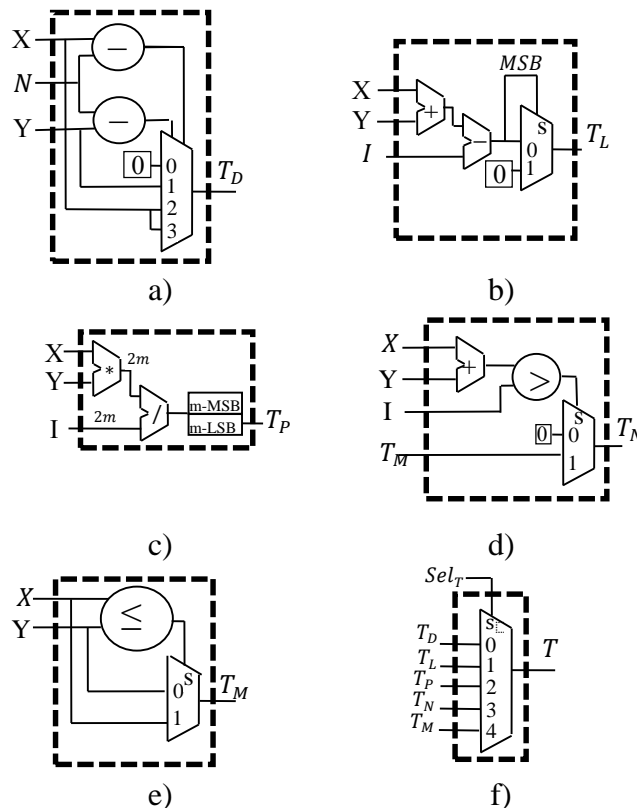 X
N
Y
−
−
0
0
1
2
3
T_D
a)
MSB
X
Y
I
+
−
S
0
1
0
T_L
b)
X
Y
I
*
2m
2m
/
m-MSB
m-LSB
T_P
c)
X
Y
I
T_M
+
>
S
0
0
1
T_N
d)
X
Y
≤
S
0
1
T_M
e)
Sel_T
S
T_D 0
T_L 1
T_P 2
T_N 3
T_M 4
T
f)